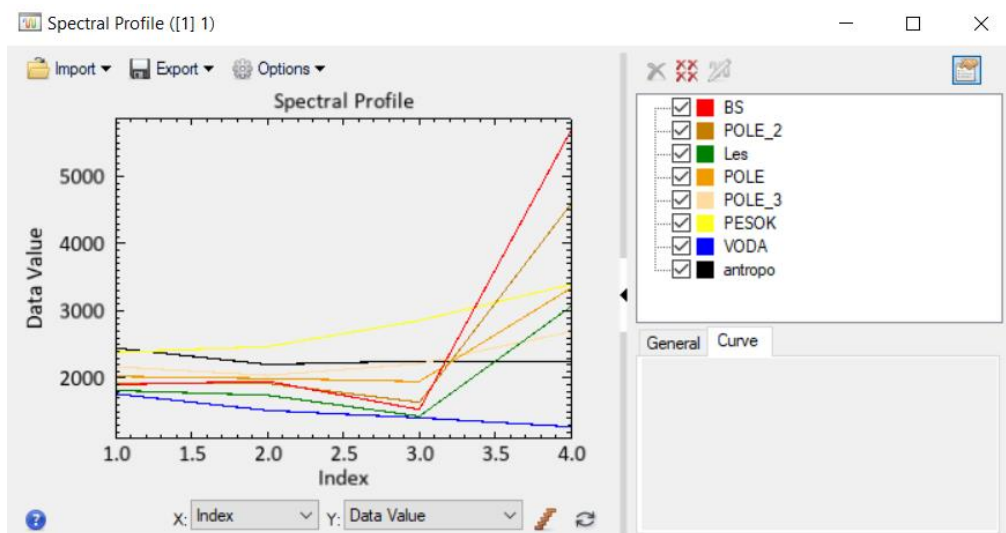 Spectral Profile ([1] 1)
Import Export Options
Spectral Profile
Data Value
5000
4000
3000
2000
1.0 1.5 2.0 2.5 3.0 3.5 4.0
Index
X: Index Y: Data Value
BS
POLE_2
Les
POLE
POLE_3
PESOK
VODA
antropo
General Curve